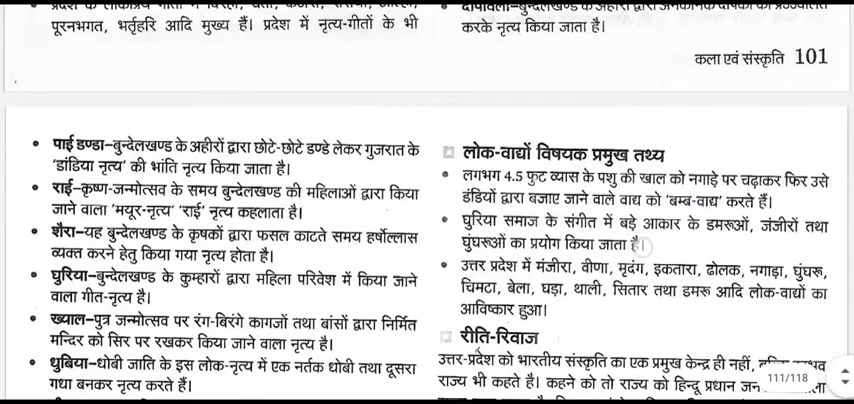 पूरनभगत, भर्तृहरि आदि मुख्य हैं। प्रदेश में नृत्य-गीतों के भी
करके नृत्य किया जाता है।
कला एवं संस्कृति 101
• पाई डण्डा–बुन्देलखण्ड के अहीरों द्वारा छोटे-छोटे डण्डे लेकर गुजरात के
'डांडिया नृत्य' की भांति नृत्य किया जाता है।
• राई–कृष्ण-जन्मोत्सव के समय बुन्देलखण्ड की महिलाओं द्वारा किया
जाने वाला 'मयूर-नृत्य' 'राई' नृत्य कहलाता है।
• शैरा–यह बुन्देलखण्ड के कृषकों द्वारा फसल काटते समय हर्षोल्लास
व्यक्त करने हेतु किया गया नृत्य होता है।
• घुरिया–बुन्देलखण्ड के कुम्हारों द्वारा महिला परिवेश में किया जाने
वाला गीत-नृत्य है।
• ख्याल–पुत्र जन्मोत्सव पर रंग-बिरंगे कागजों तथा बांसों द्वारा निर्मित
मन्दिर को सिर पर रखकर किया जाने वाला नृत्य है।
• धुबिया–धोबी जाति के इस लोक-नृत्य में एक नर्तक धोबी तथा दूसरा
गधा बनकर नृत्य करते हैं।
लोक-वाद्यों विषयक प्रमुख तथ्य
• लगभग 4.5 फुट व्यास के पशु की खाल को नगाड़े पर चढ़ाकर फिर उसे
डंडियों द्वारा बजाए जाने वाले वाद्य को 'बम्ब-वाद्य' करते हैं।
• घुरिया समाज के संगीत में बड़े आकार के डमरूओं, जंजीरों तथा
घुंघरूओं का प्रयोग किया जाता है।
• उत्तर प्रदेश में मंजीरा, वीणा, मृदंग, इकतारा, ढोलक, नगाड़ा, घुंघरू,
चिमटा, बेला, घड़ा, थाली, सितार तथा डमरू आदि लोक-वाद्यों का
आविष्कार हुआ।
रीति-रिवाज
उत्तर-प्रदेश को भारतीय संस्कृति का एक प्रमुख केन्द्र ही नहीं,
राज्य भी कहते है। कहने को तो राज्य को हिन्दू प्रधान
111/118